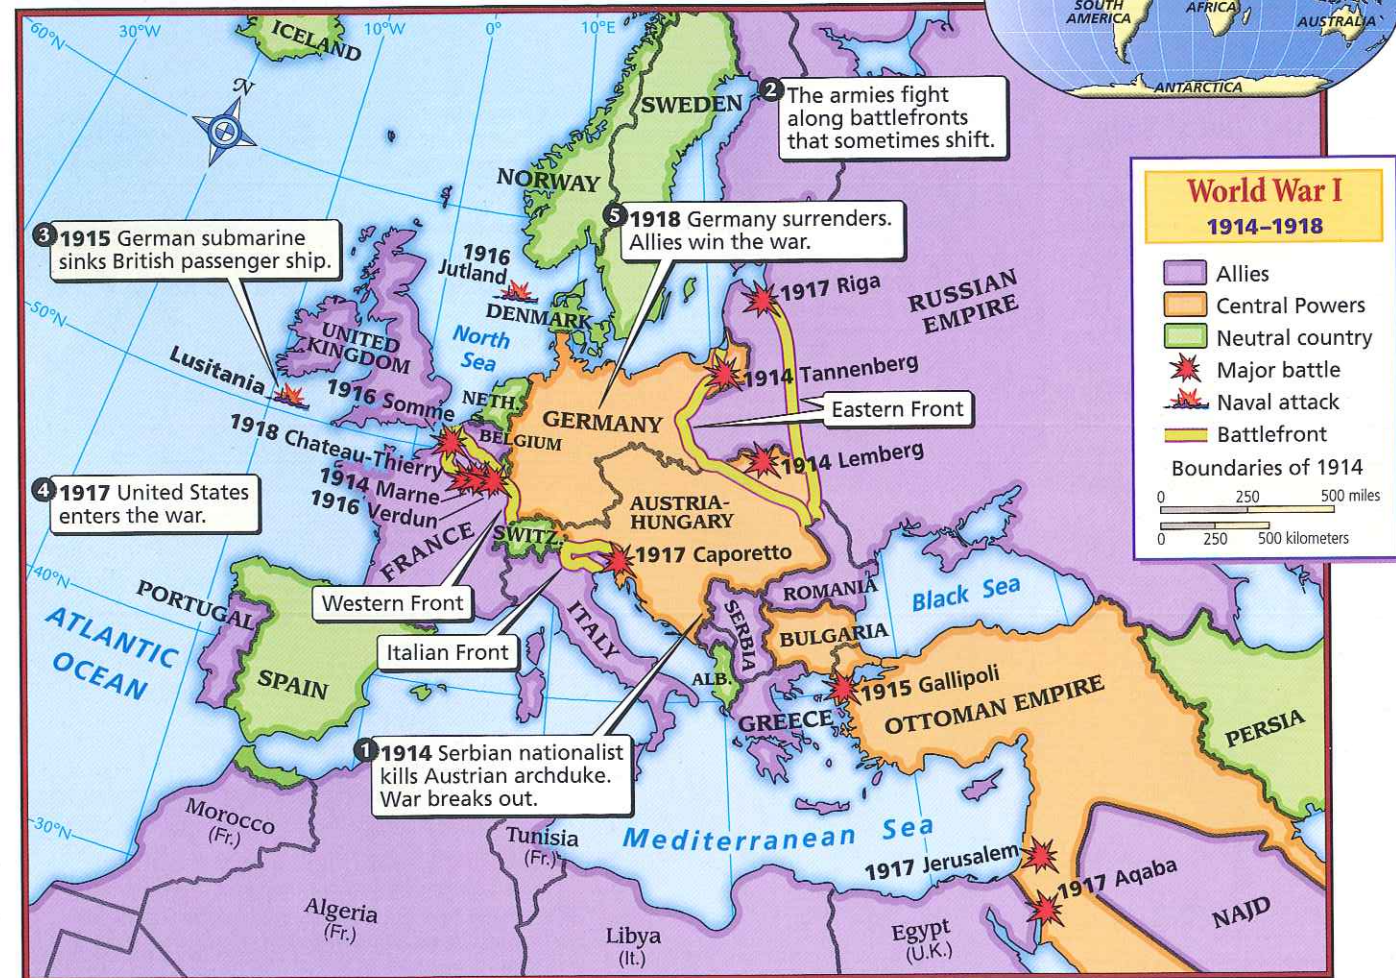 SOUTH
AMERICA
AFRICA
AUSTRALIA
ANTARCTICA
60°N
30°W
20°W
10°W
0°
10°E
50°N
40°N
30°N
N
ICELAND
SWEDEN
NORWAY
2 The armies fight
along battlefronts
that sometimes shift.
World War I
1914–1918
Allies
Central Powers
Neutral country
Major battle
Naval attack
Battlefront
Boundaries of 1914
0 250 500 miles
0 250 500 kilometers
3 1915 German submarine
sinks British passenger ship.
5 1918 Germany surrenders.
Allies win the war.
1916
Jutland
DENMARK
1917 Riga
RUSSIAN
EMPIRE
North
Sea
UNITED
KINGDOM
Lusitania
1916 Somme
NETH.
1914 Tannenberg
GERMANY
Eastern Front
BELGIUM
1918 Chateau-Thierry
1914 Marne
1916 Verdun
1914 Lemberg
4 1917 United States
enters the war.
AUSTRIA-
HUNGARY
FRANCE
SWITZ.
1917 Caporetto
Western Front
Italian Front
PORTUGAL
SPAIN
ATLANTIC
OCEAN
ITALY
SERBIA
ROMANIA
BULGARIA
Black Sea
ALB.
GREECE
1915 Gallipoli
OTTOMAN EMPIRE
PERSIA
1 1914 Serbian nationalist
kills Austrian archduke.
War breaks out.
Mediterranean Sea
Morocco
(Fr.)
Tunisia
(Fr.)
Algeria
(Fr.)
Libya
(It.)
Egypt
(U.K.)
1917 Jerusalem
1917 Aqaba
NAJD